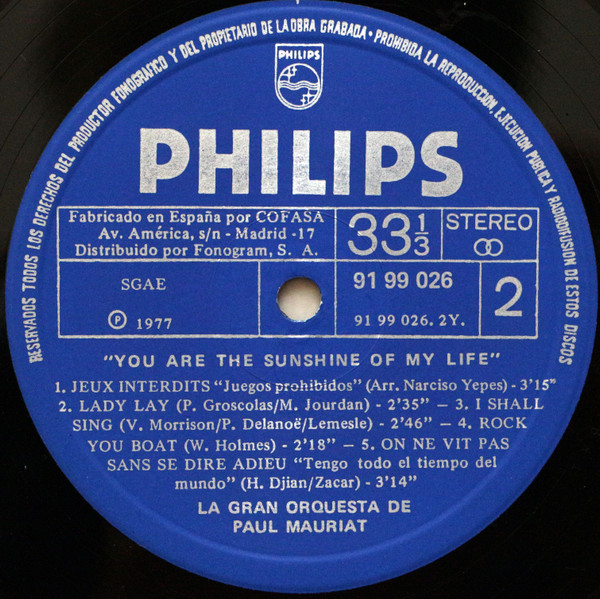 RESERVADOS TODOS LOS DERECHOS DEL PRODUCTOR FONOGRAFICO Y DEL PROPIETARIO DE LA OBRA GRABADA • PROHIBIDA LA REPRODUCCION, EJECUCION PUBLICA Y RADIODIFUSION DE ESTOS DISCOS
PHILIPS
PHILIPS
Fabricado en España por COFASA
Av. América, s/n - Madrid -17
Distribuido por Fonogram, S. A.
33 1/3
STEREO
SGAE
Ⓟ 1977
91 99 026
91 99 026. 2Y.
2
"YOU ARE THE SUNSHINE OF MY LIFE"
1. JEUX INTERDITS "Juegos prohibidos" (Arr. Narciso Yepes) - 3'15"
2. LADY LAY (P. Groscolas/M. Jourdan) - 2'35" — 3. I SHALL
SING (V. Morrison/P. Delanoë/Lemesle) - 2'46" — 4. ROCK
YOU BOAT (W. Holmes) - 2'18" — 5. ON NE VIT PAS
SANS SE DIRE ADIEU "Tengo todo el tiempo del
mundo" (H. Djian/Zacar) - 3'14"
LA GRAN ORQUESTA DE
PAUL MAURIAT